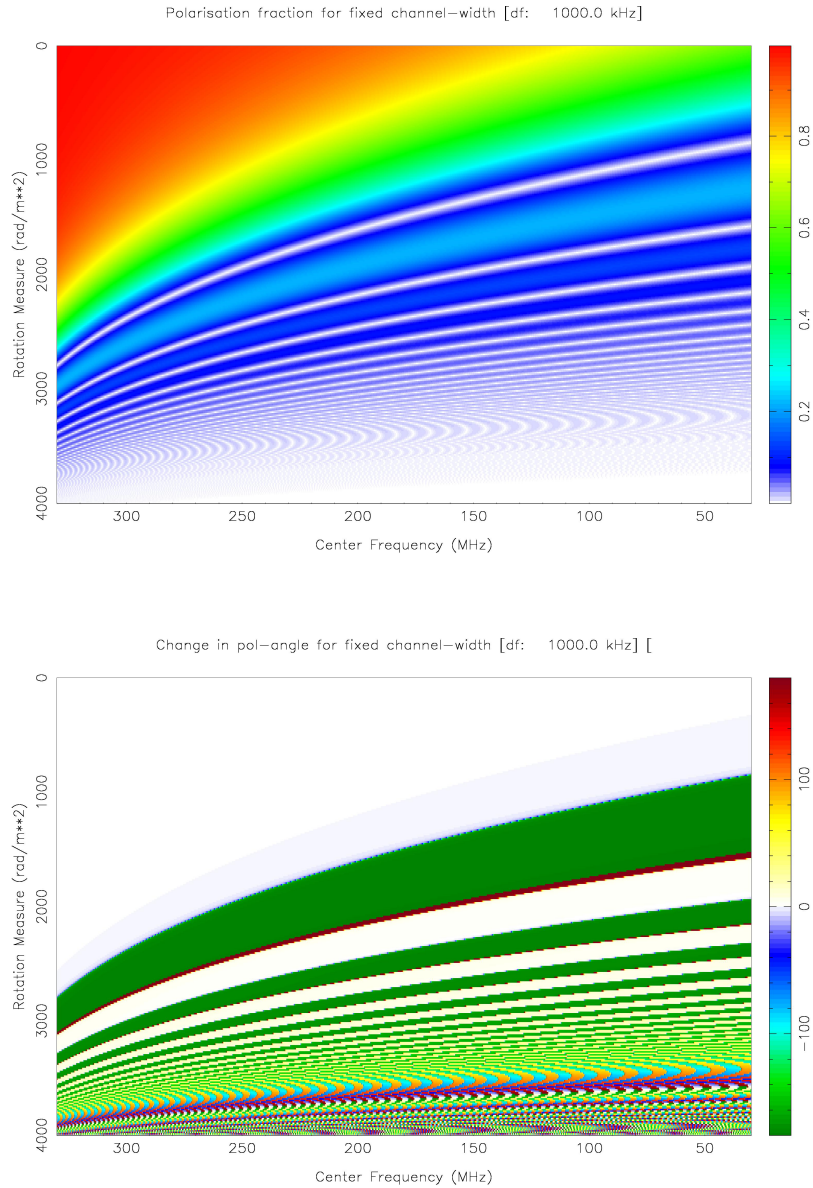 Polarisation fraction for fixed channel-width [df: 1000.0 kHz]
0
1000
2000
3000
4000
Rotation Measure (rad/m**2)
300 250 200 150 100 50
Center Frequency (MHz)
0.8
0.6
0.4
0.2
Change in pol-angle for fixed channel-width [df: 1000.0 kHz] [
0
1000
2000
3000
4000
Rotation Measure (rad/m**2)
300 250 200 150 100 50
Center Frequency (MHz)
100
0
-100